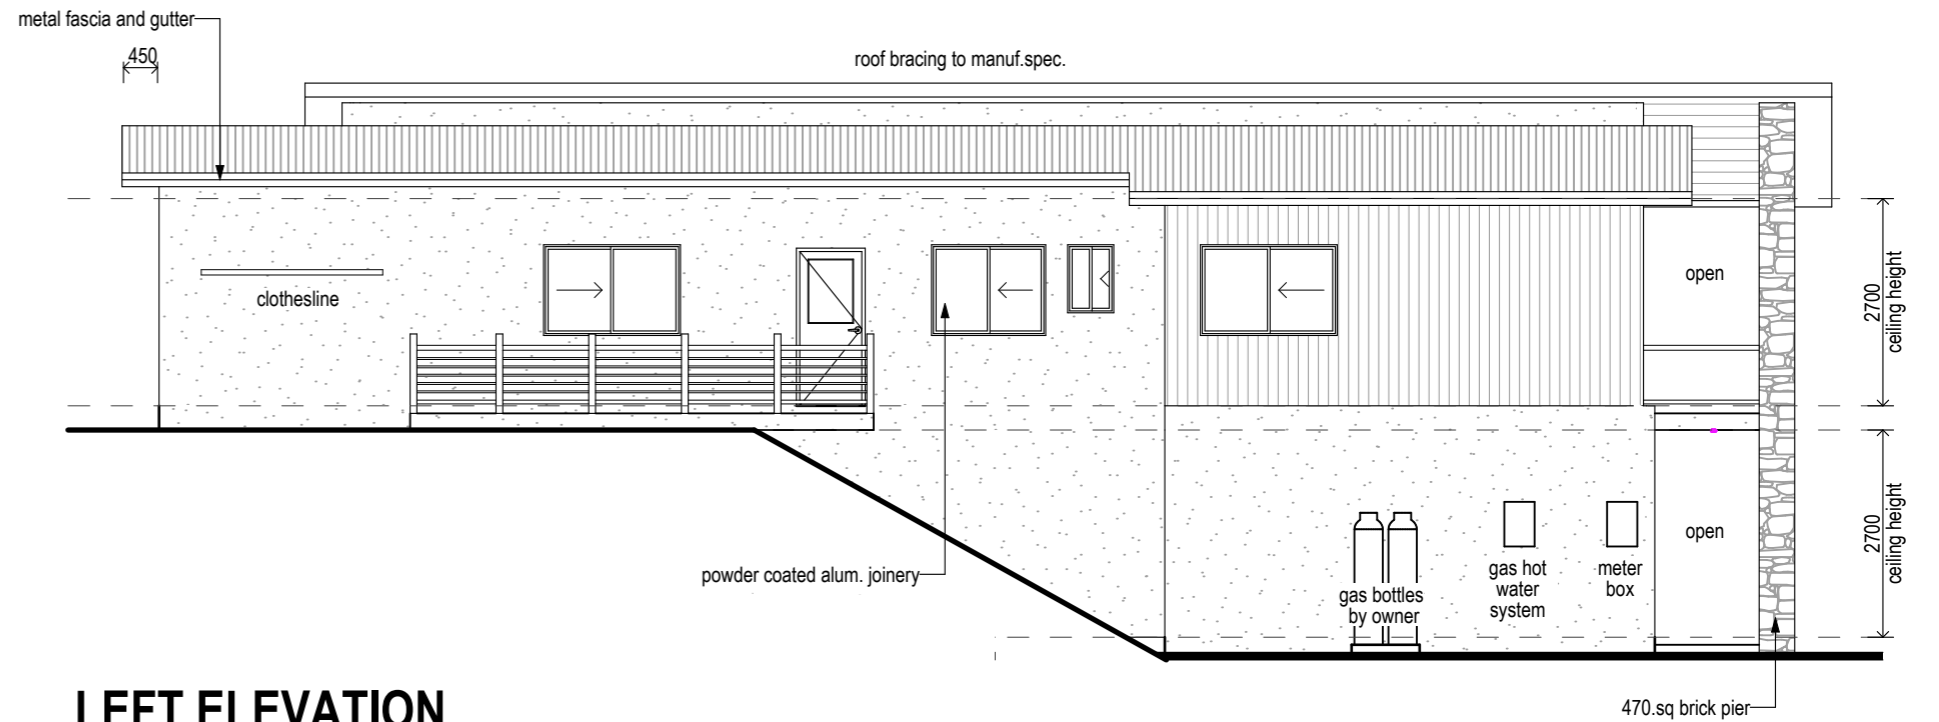 metal fascia and gutter
450
roof bracing to manuf.spec.
clothesline
open
2700
ceiling height
open
2700
ceiling height
powder coated alum. joinery
gas bottles
by owner
gas hot
water
system
meter
box
LEFT ELEVATION
470.sq brick pier